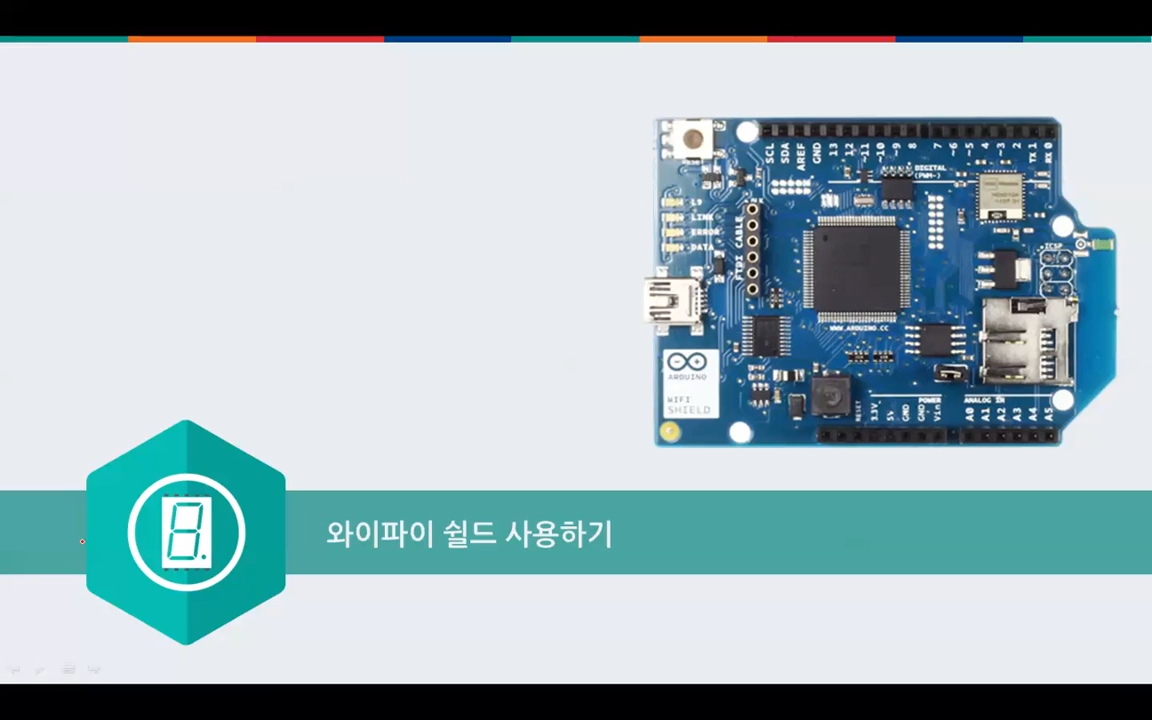 SCL
SDA
AREF
GND
13
12
~11
~10
~9
8
7
~6
~5
4
~3
2
TX 1
RX 0
DIGITAL
(PWM~)
L9
LINK
ERROR
DATA
FTDI CABLE
ICSP
WWW.ARDUINO.CC
ARDUINO
WIFI
SHIELD
POWER
ANALOG IN
RESET
3.3V
5V
GND
GND
Vin
A0
A1
A2
A3
A4
A5
와이파이 쉴드 사용하기